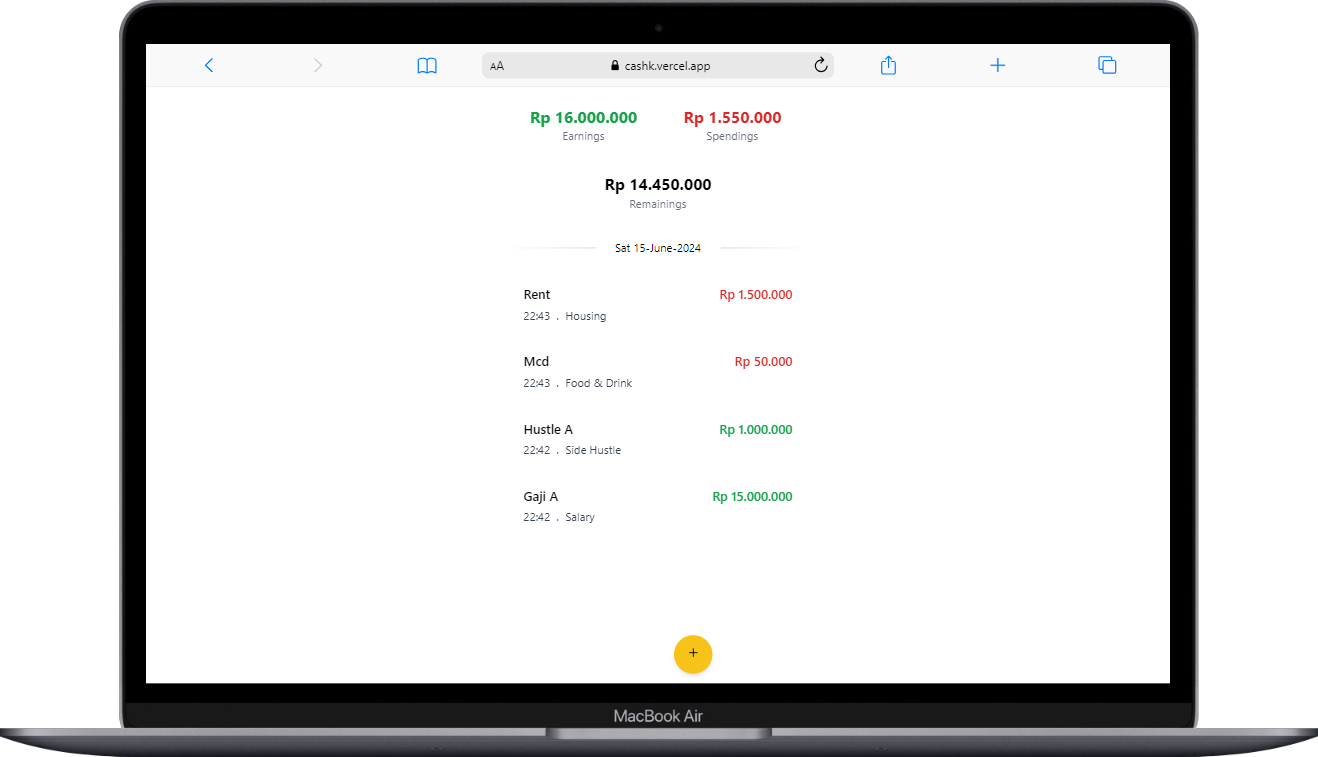 AA cashk.vercel.app
Rp 16.000.000 Rp 1.550.000
Earnings Spendings
Rp 14.450.000
Remainings
Sat 15-June-2024
Rent Rp 1.500.000
22:43 . Housing
Mcd Rp 50.000
22:43 . Food & Drink
Hustle A Rp 1.000.000
22:42 . Side Hustle
Gaji A Rp 15.000.000
22:42 . Salary
+
MacBook Air